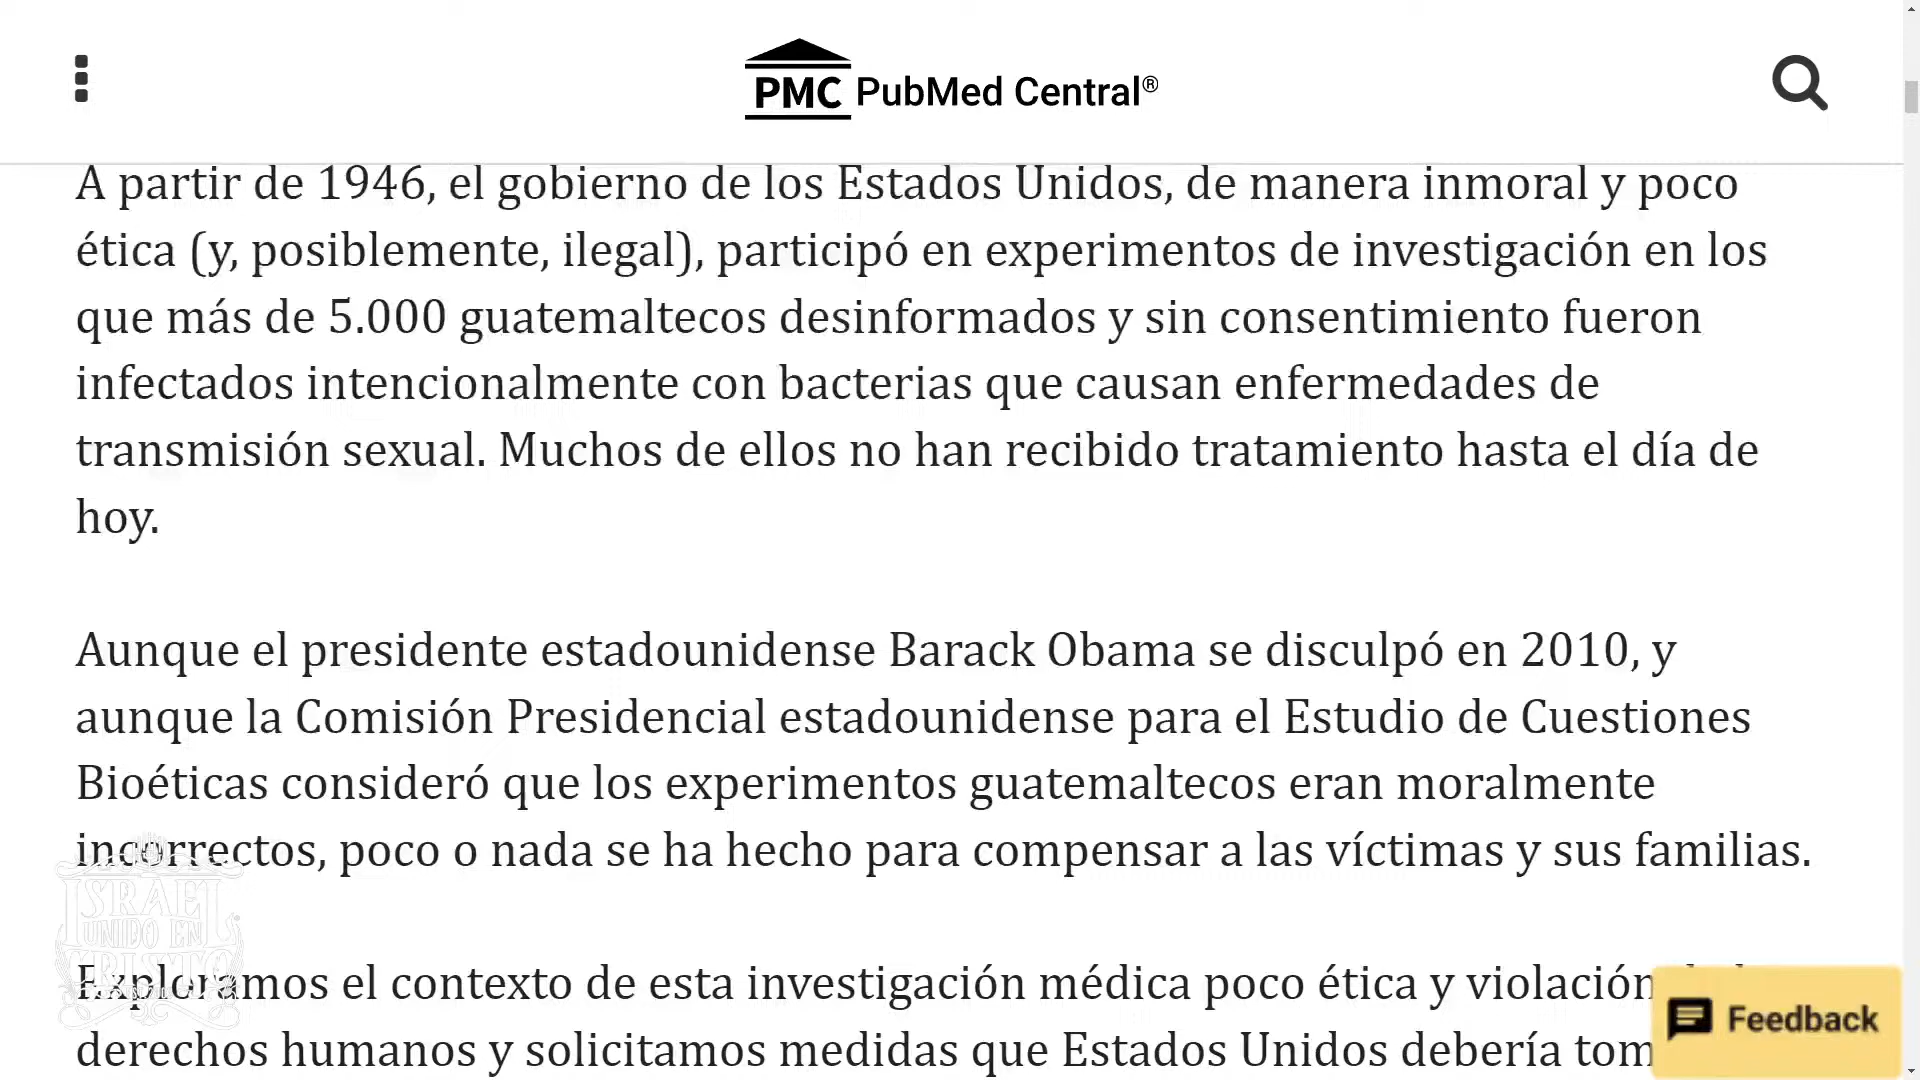 PMC PubMed Central®
A partir de 1946, el gobierno de los Estados Unidos, de manera inmoral y poco
ética (y, posiblemente, ilegal), participó en experimentos de investigación en los
que más de 5.000 guatemaltecos desinformados y sin consentimiento fueron
infectados intencionalmente con bacterias que causan enfermedades de
transmisión sexual. Muchos de ellos no han recibido tratamiento hasta el día de
hoy.
Aunque el presidente estadounidense Barack Obama se disculpó en 2010, y
aunque la Comisión Presidencial estadounidense para el Estudio de Cuestiones
Bioéticas consideró que los experimentos guatemaltecos eran moralmente
incorrectos, poco o nada se ha hecho para compensar a las víctimas y sus familias.
Exploramos el contexto de esta investigación médica poco ética y violación
derechos humanos y solicitamos medidas que Estados Unidos debería tom
ISRAEL
UNIDO EN
CRISTO
Feedback